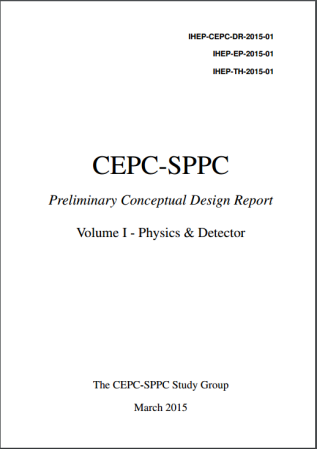 IHEP-CEPC-DR-2015-01
IHEP-EP-2015-01
IHEP-TH-2015-01
CEPC-SPPC
Preliminary Conceptual Design Report
Volume I - Physics & Detector
The CEPC-SPPC Study Group
March 2015